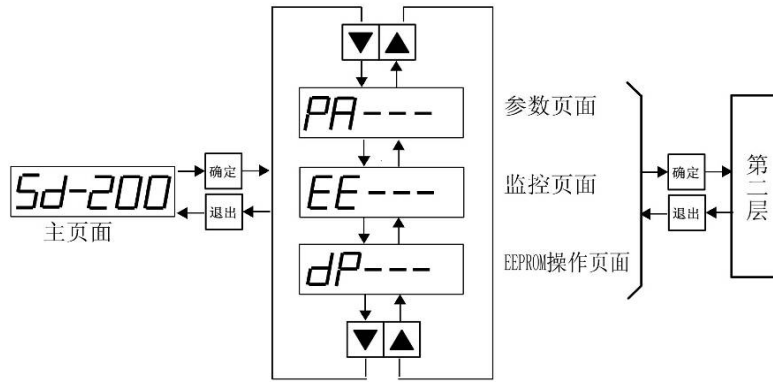 PA---
参数页面
Sd-200
确定
退出
主页面
EE---
监控页面
确定
退出
第二层
dP---
EEPROM操作页面